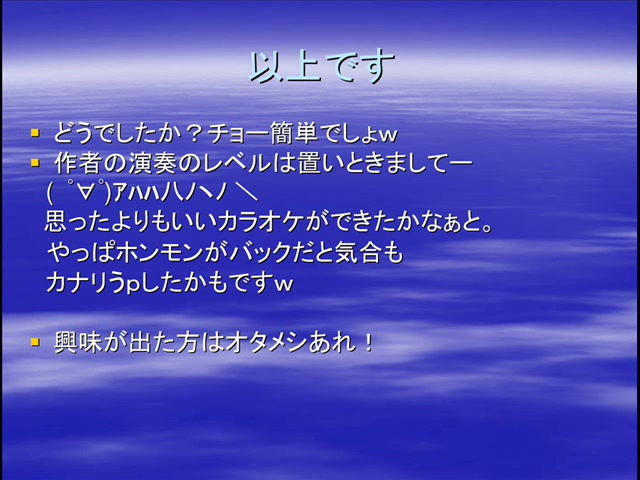 以上です
どうでしたか？チョー簡単でしょｗ
作者の演奏のレベルは置いときましてー
( ゜∀゜)ｱﾊﾊ八ﾉヽﾉ ＼
思ったよりもいいカラオケができたかなぁと。
やっぱホンモンがバックだと気合も
カナリうpしたかもですｗ
興味が出た方はオタメシあれ！